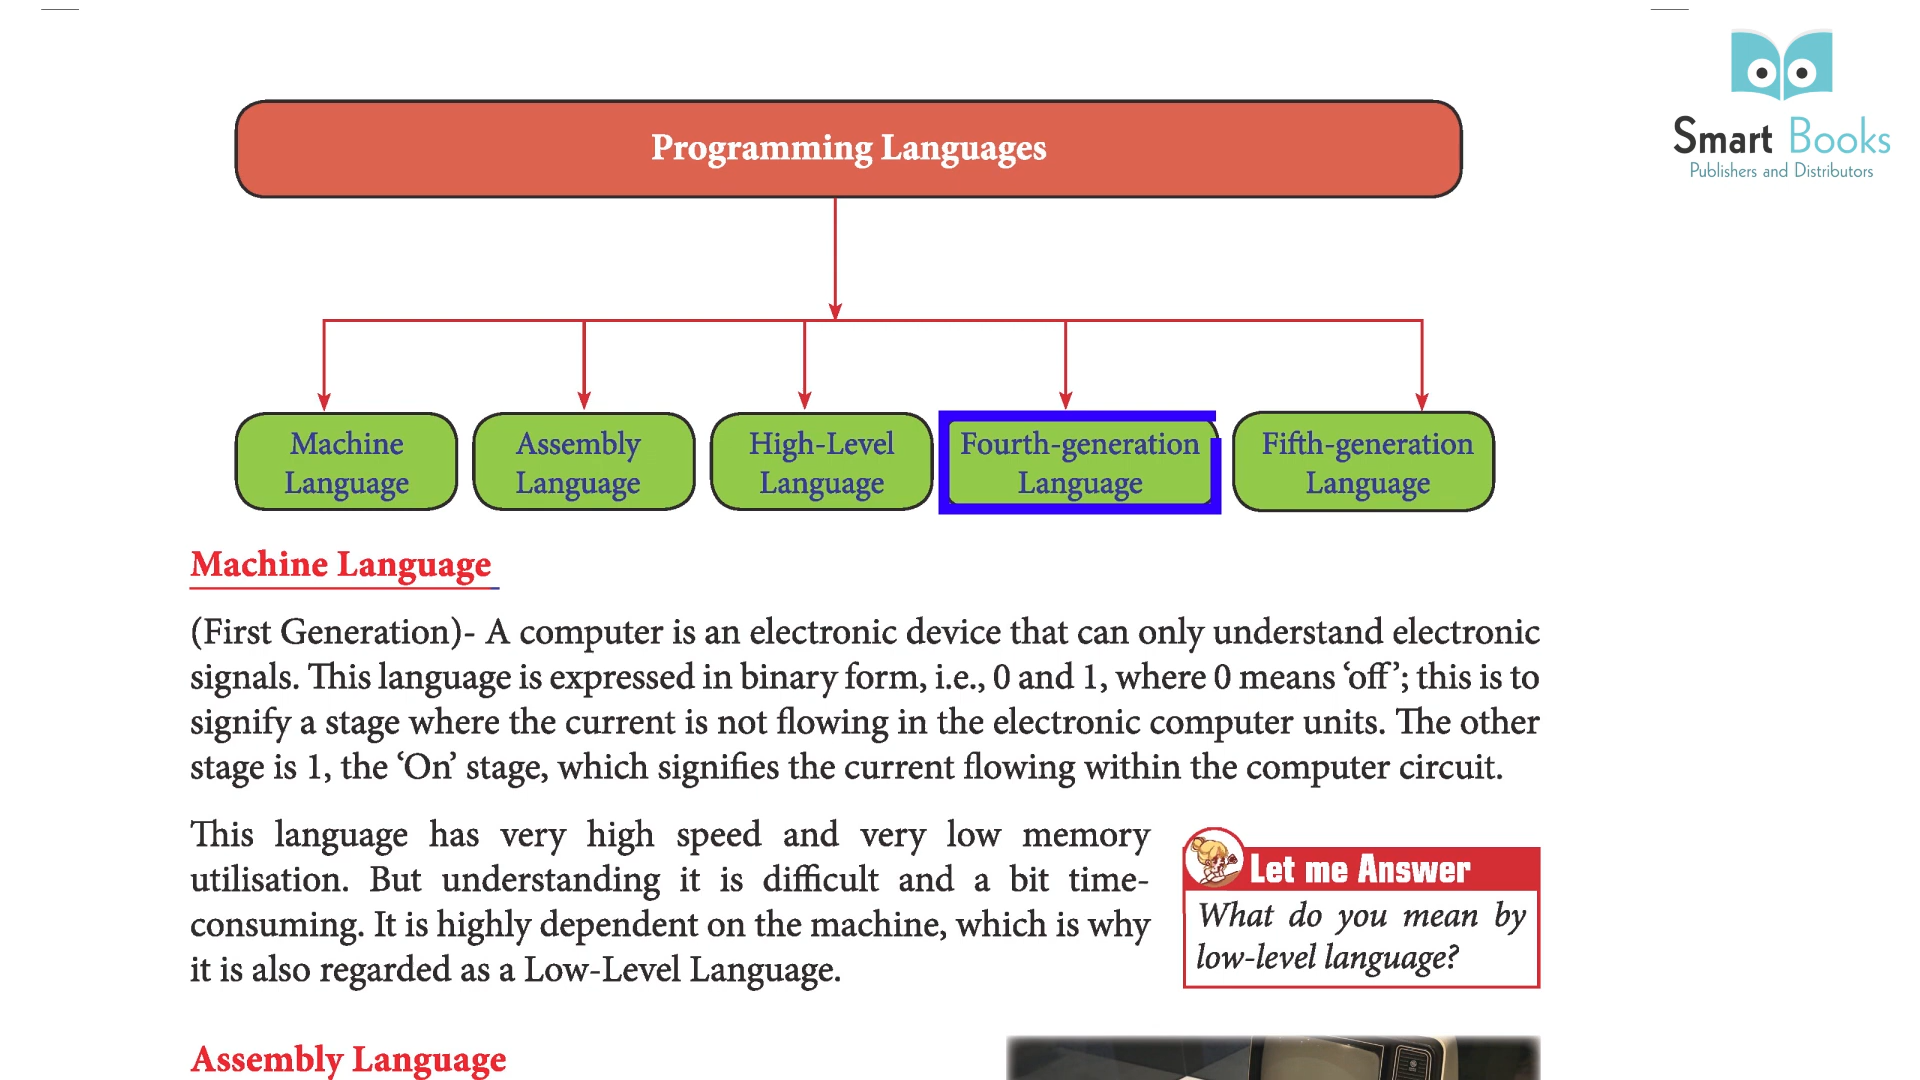 Smart Books
Publishers and Distributors
Programming Languages
Machine
Language
Assembly
Language
High-Level
Language
Fourth-generation
Language
Fifth-generation
Language
Machine Language
(First Generation)- A computer is an electronic device that can only understand electronic
signals. This language is expressed in binary form, i.e., 0 and 1, where 0 means ‘off’; this is to
signify a stage where the current is not flowing in the electronic computer units. The other
stage is 1, the ‘On’ stage, which signifies the current flowing within the computer circuit.
This language has very high speed and very low memory
utilisation. But understanding it is difficult and a bit time-
consuming. It is highly dependent on the machine, which is why
it is also regarded as a Low-Level Language.
Let me Answer
What do you mean by
low-level language?
Assembly Language